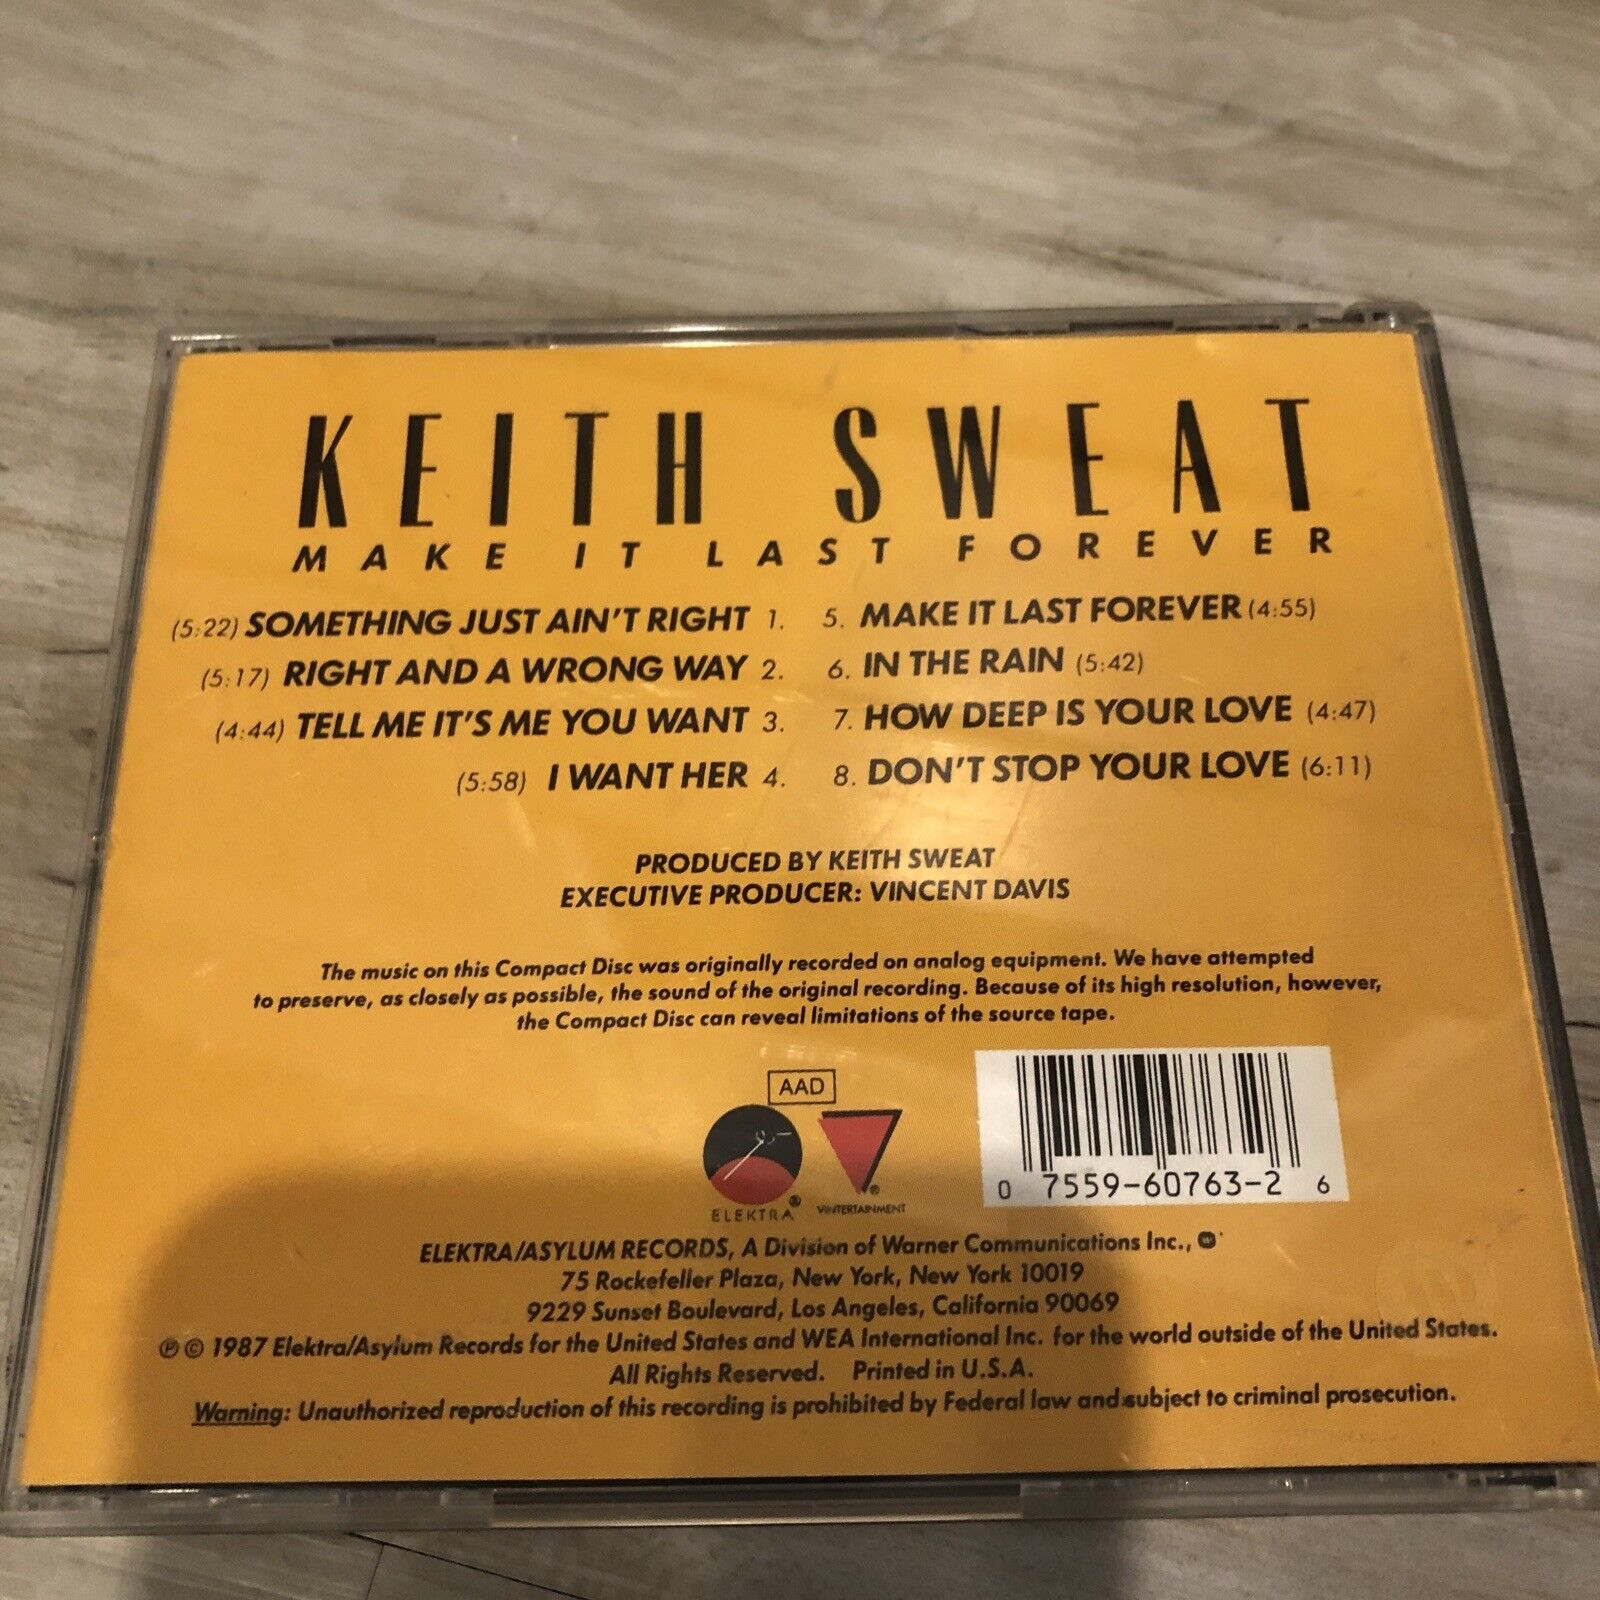 KEITH SWEAT
MAKE IT LAST FOREVER
(5:22) SOMETHING JUST AIN'T RIGHT 1.
(5:17) RIGHT AND A WRONG WAY 2.
(4:44) TELL ME IT'S ME YOU WANT 3.
(5:58) I WANT HER 4.
5. MAKE IT LAST FOREVER (4:55)
6. IN THE RAIN (5:42)
7. HOW DEEP IS YOUR LOVE (4:47)
8. DON'T STOP YOUR LOVE (6:11)
PRODUCED BY KEITH SWEAT
EXECUTIVE PRODUCER: VINCENT DAVIS
The music on this Compact Disc was originally recorded on analog equipment. We have attempted
to preserve, as closely as possible, the sound of the original recording. Because of its high resolution, however,
the Compact Disc can reveal limitations of the source tape.
AAD
ELEKTRA®
® VINTERTAINMENT
0 7559-60763-2 6
ELEKTRA/ASYLUM RECORDS, A Division of Warner Communications Inc.,
75 Rockefeller Plaza, New York, New York 10019
9229 Sunset Boulevard, Los Angeles, California 90069
℗ © 1987 Elektra/Asylum Records for the United States and WEA International Inc. for the world outside of the United States.
All Rights Reserved. Printed in U.S.A.
Warning: Unauthorized reproduction of this recording is prohibited by Federal law and subject to criminal prosecution.